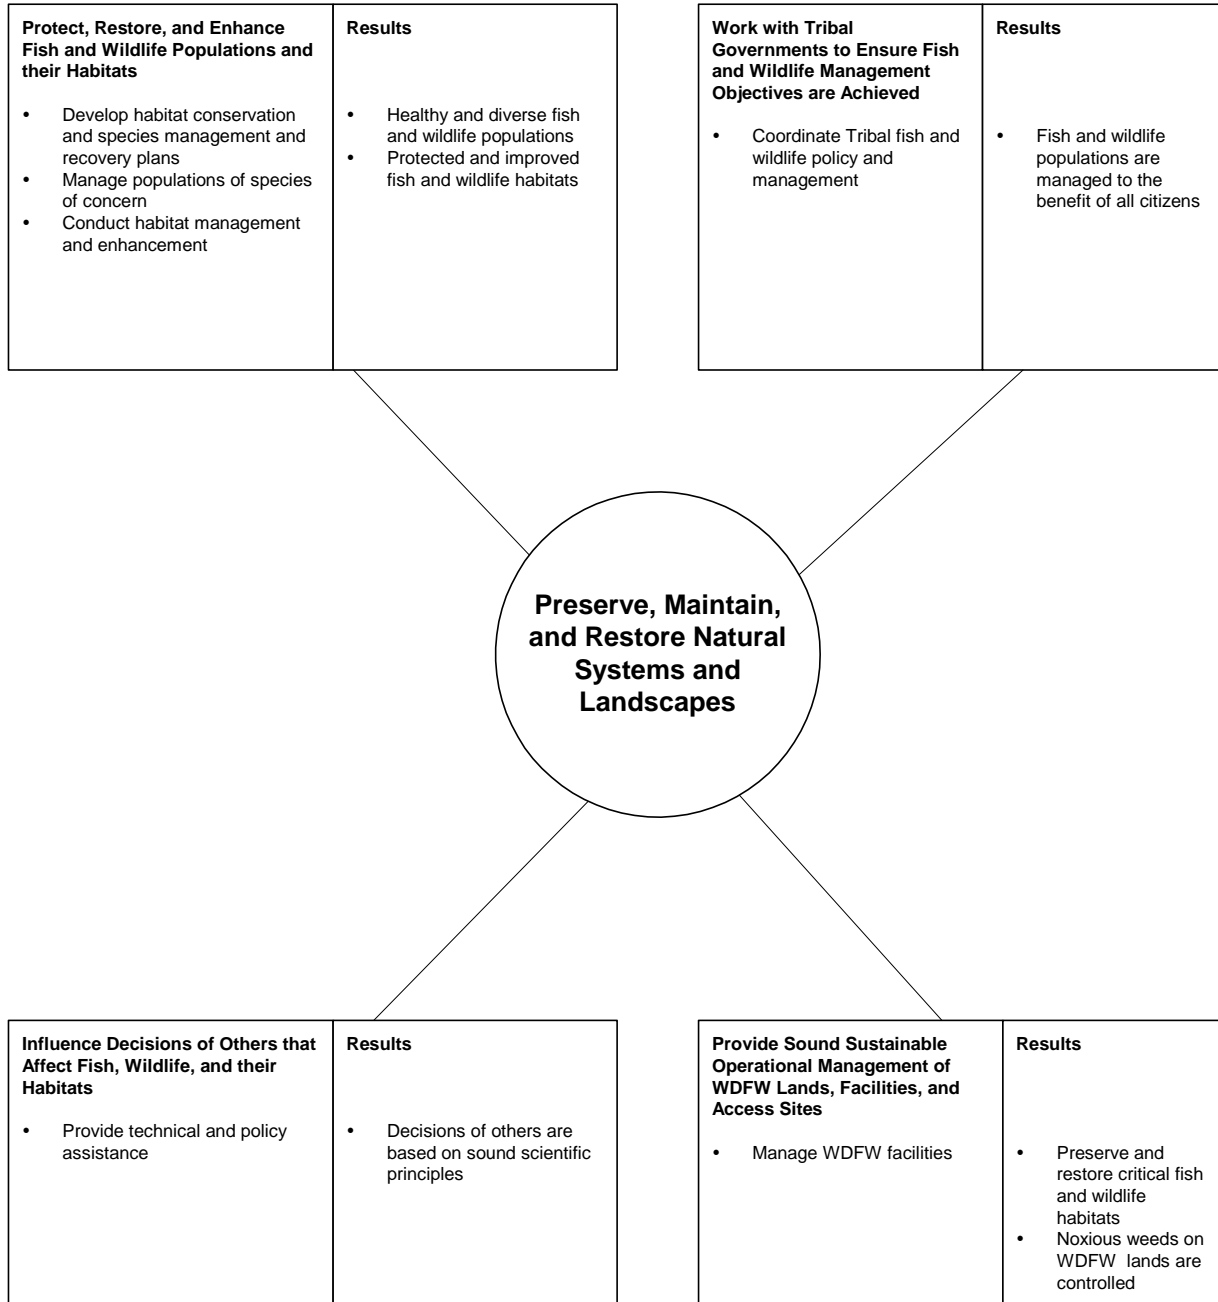 Protect, Restore, and Enhance
Fish and Wildlife Populations and
their Habitats
• Develop habitat conservation
and species management and
recovery plans
• Manage populations of species
of concern
• Conduct habitat management
and enhancement
Results
• Healthy and diverse fish
and wildlife populations
• Protected and improved
fish and wildlife habitats
Work with Tribal
Governments to Ensure Fish
and Wildlife Management
Objectives are Achieved
• Coordinate Tribal fish and
wildlife policy and
management
Results
• Fish and wildlife
populations are
managed to the
benefit of all citizens
Preserve, Maintain,
and Restore Natural
Systems and
Landscapes
Influence Decisions of Others that
Affect Fish, Wildlife, and their
Habitats
• Provide technical and policy
assistance
Results
• Decisions of others are
based on sound scientific
principles
Provide Sound Sustainable
Operational Management of
WDFW Lands, Facilities, and
Access Sites
• Manage WDFW facilities
Results
• Preserve and
restore critical fish
and wildlife
habitats
• Noxious weeds on
WDFW lands are
controlled